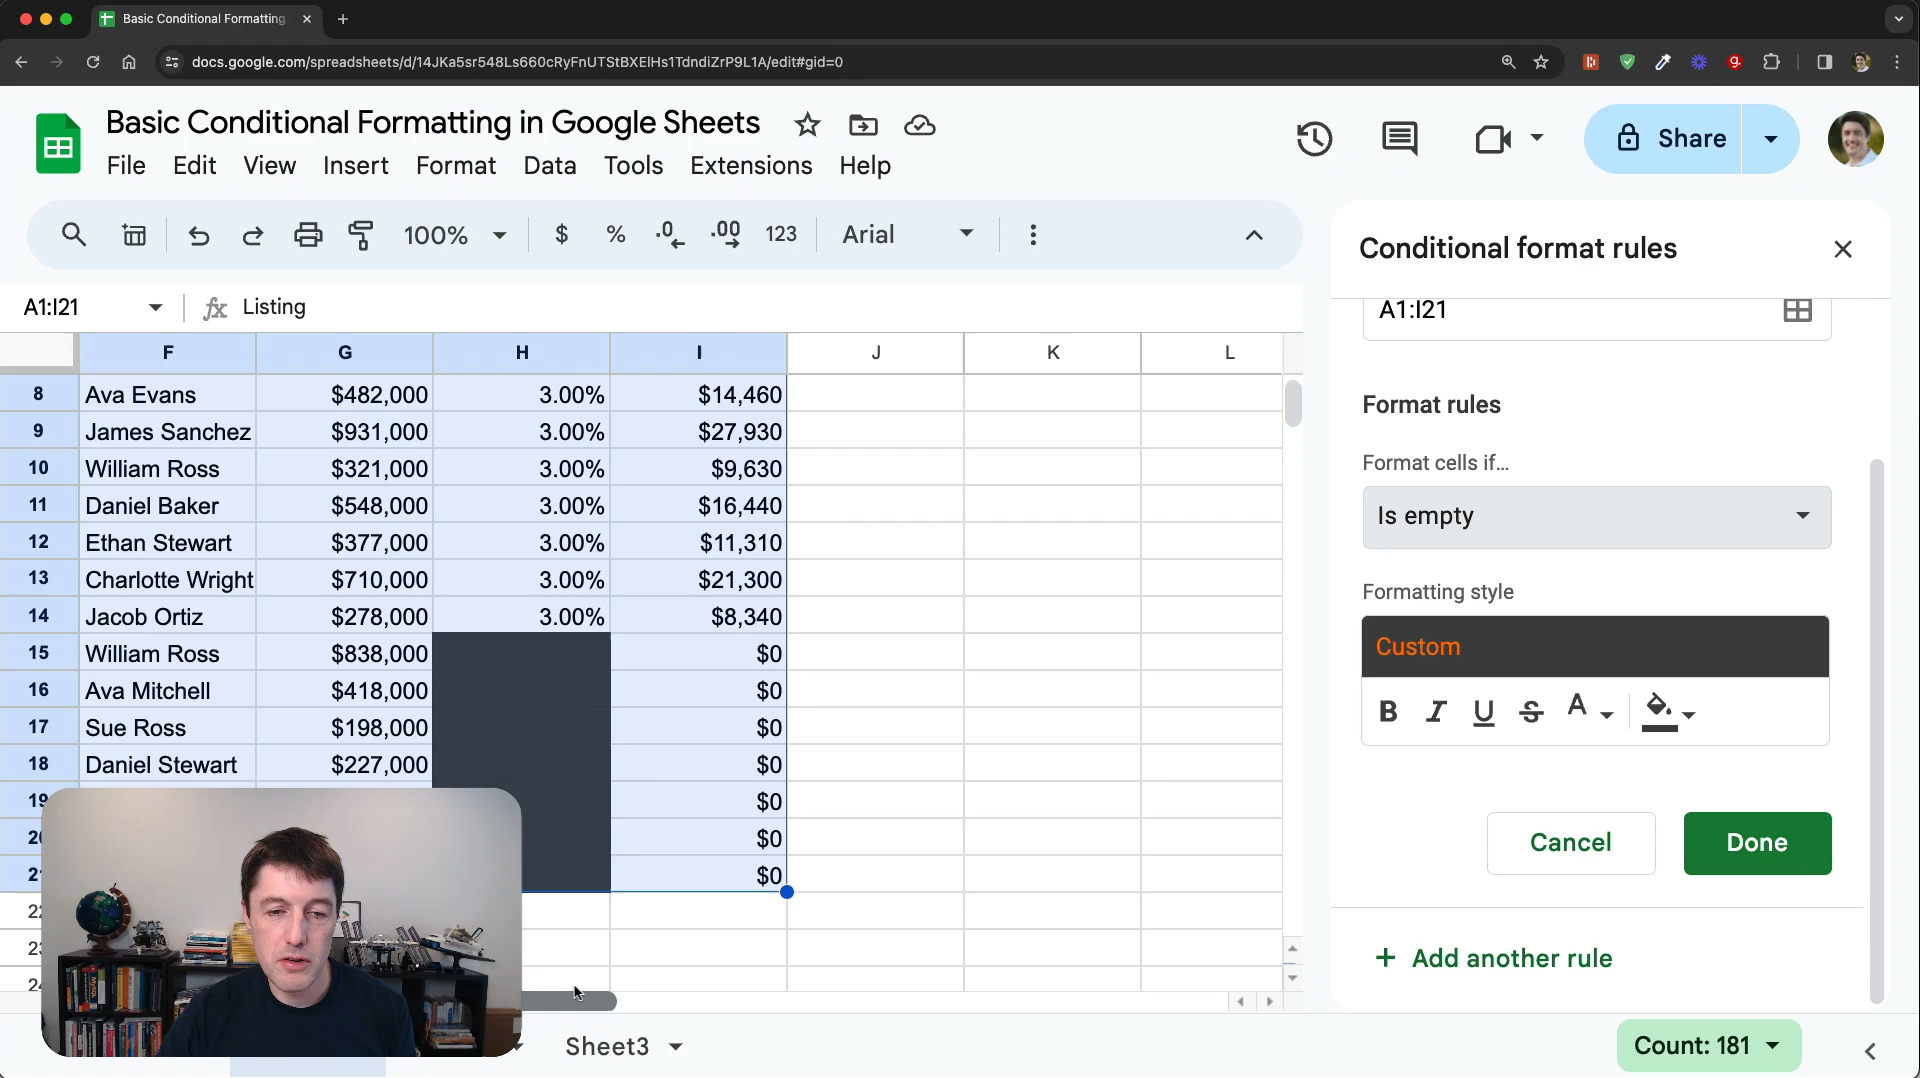 Basic Conditional Formatting
docs.google.com/spreadsheets/d/14JKa5sr548Ls660cRyFnUTStBXElHs1TdndiZrP9L1A/edit#gid=0
Basic Conditional Formatting in Google Sheets
File Edit View Insert Format Data Tools Extensions Help
Share
100% $ % .0 .00 123 Arial
A1:I21 fx Listing
F G H I J K L
8 Ava Evans $482,000 3.00% $14,460
9 James Sanchez $931,000 3.00% $27,930
10 William Ross $321,000 3.00% $9,630
11 Daniel Baker $548,000 3.00% $16,440
12 Ethan Stewart $377,000 3.00% $11,310
13 Charlotte Wright $710,000 3.00% $21,300
14 Jacob Ortiz $278,000 3.00% $8,340
15 William Ross $838,000 $0
16 Ava Mitchell $418,000 $0
17 Sue Ross $198,000 $0
18 Daniel Stewart $227,000 $0
19 $0
$0
$0
Sheet3
Conditional format rules
A1:I21
Format rules
Format cells if…
Is empty
Formatting style
Custom
B I U S A
Cancel Done
+ Add another rule
Count: 181